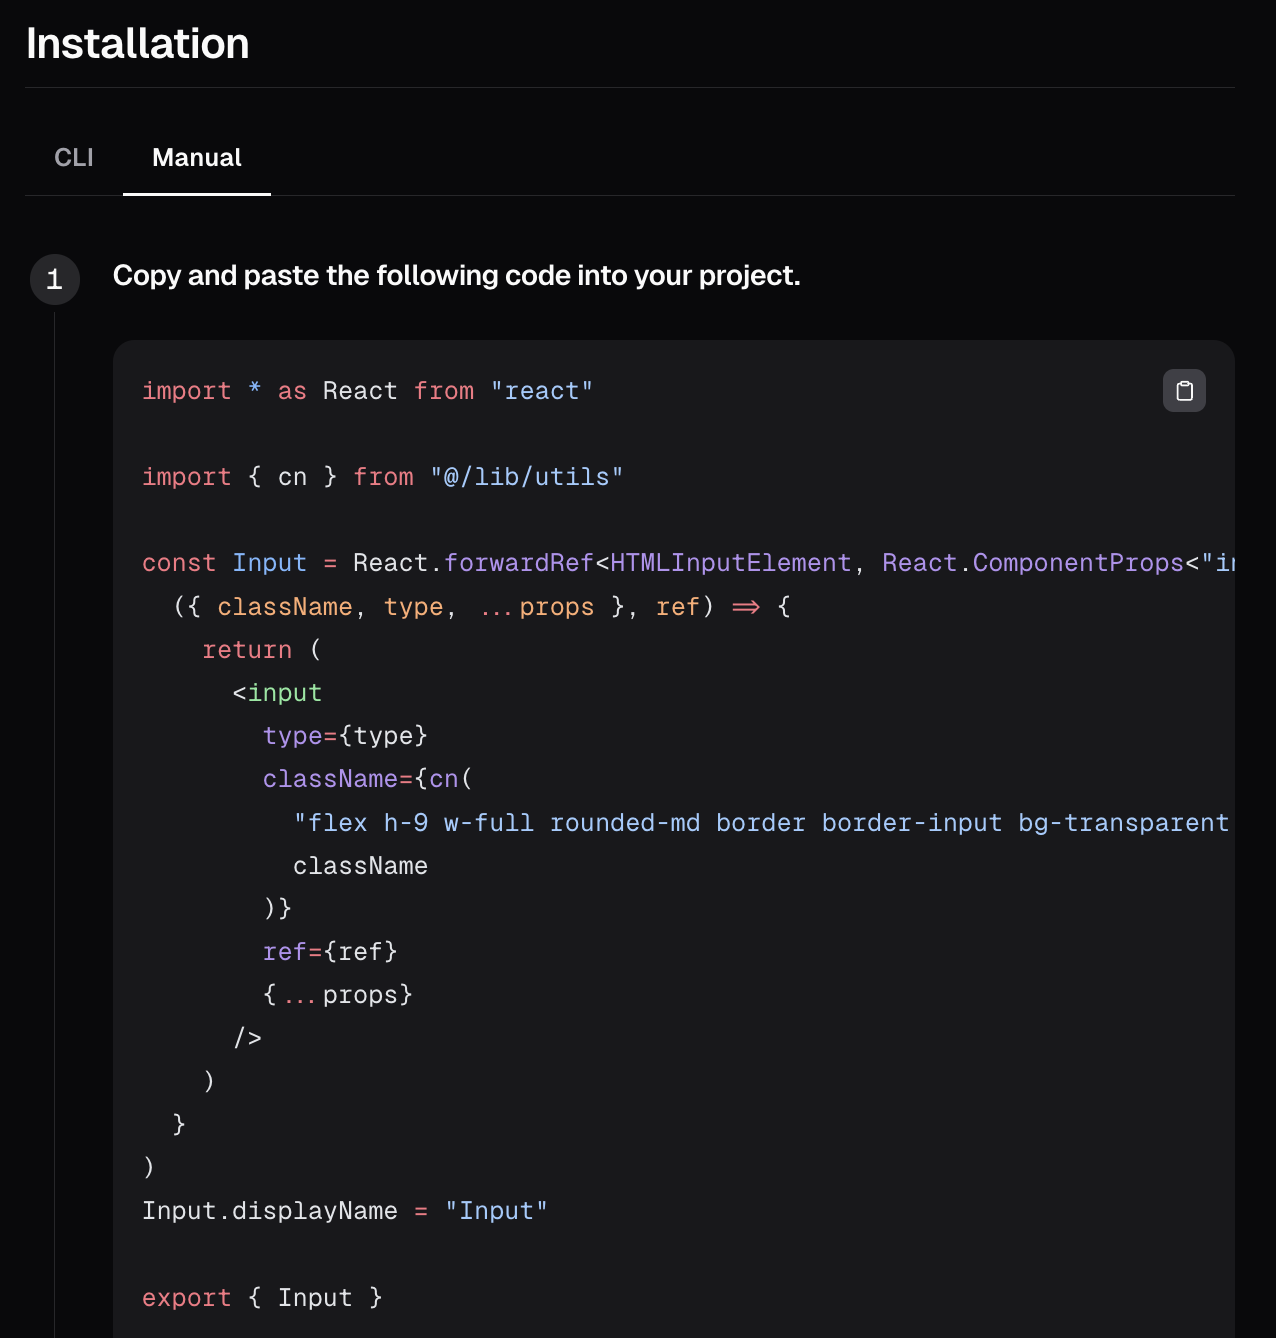 Installation
CLI
Manual
1
Copy and paste the following code into your project.
import * as React from "react"
import { cn } from "@/lib/utils"
const Input = React.forwardRef<HTMLInputElement, React.ComponentProps<"in
({ className, type, ...props }, ref) => {
return (
<input
type={type}
className={cn(
"flex h-9 w-full rounded-md border border-input bg-transparent
className
)}
ref={ref}
{...props}
/>
)
}
)
Input.displayName = "Input"
export { Input }